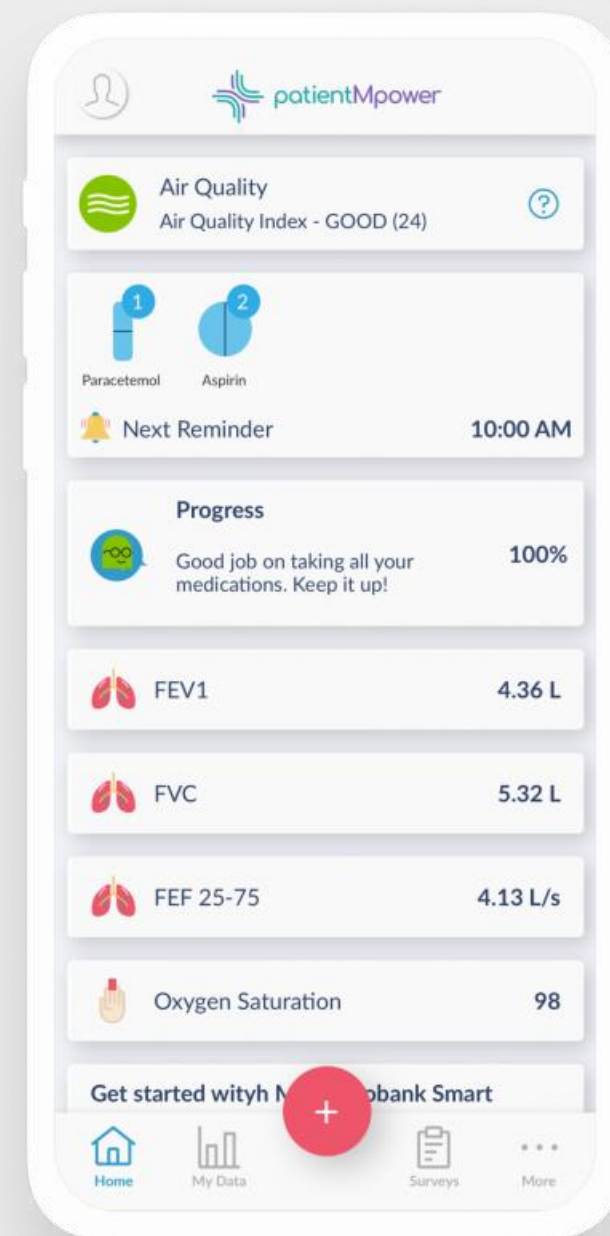 patientMpower
Air Quality
Air Quality Index - GOOD (24)
?
1
2
Paracetemol
Aspirin
Next Reminder
10:00 AM
Progress
Good job on taking all your
medications. Keep it up!
100%
FEV1
4.36 L
FVC
5.32 L
FEF 25-75
4.13 L/s
Oxygen Saturation
98
Get started wityh Smart
+
Home
My Data
Surveys
More